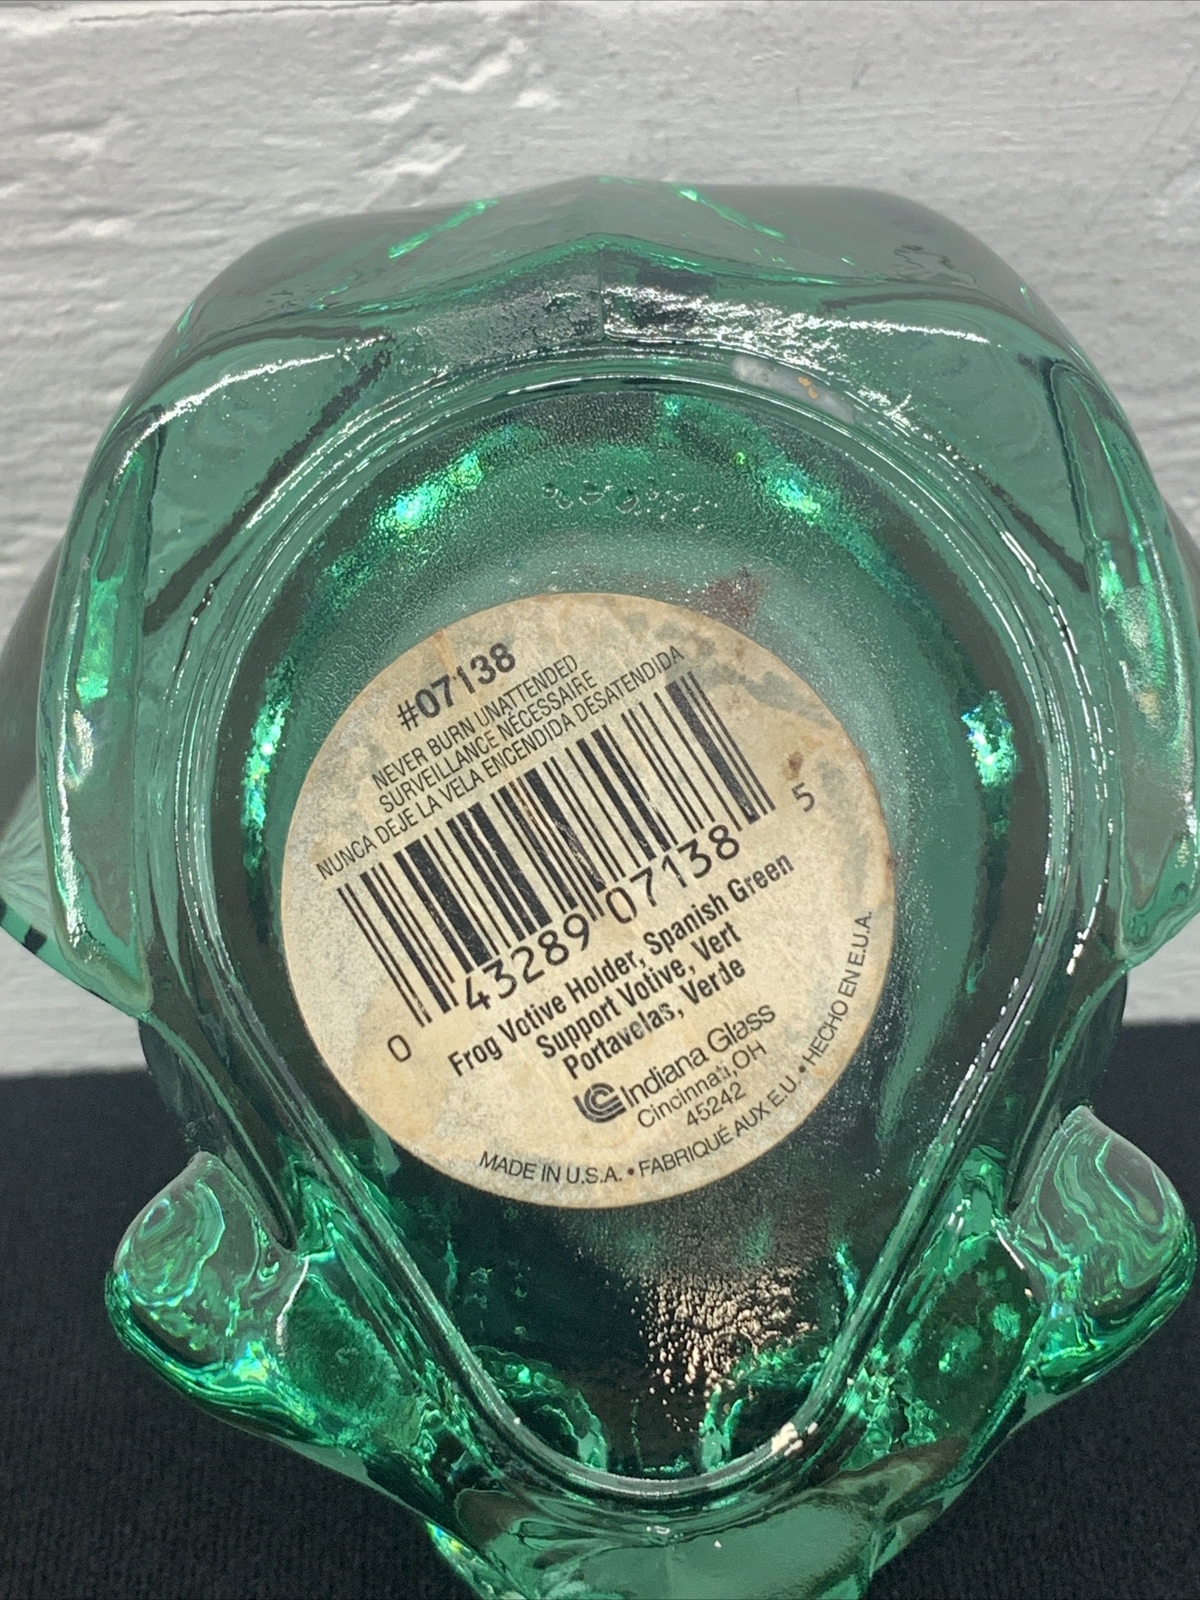 #07138
NEVER BURN UNATTENDED
SURVEILLANCE NÉCESSAIRE
NUNCA DEJE LA VELA ENCENDIDA DESATENDIDA
0 43289 07138 5
Frog Votive Holder, Spanish Green
Support Votive, Vert
Portavelas, Verde
Indiana Glass
Cincinnati, OH
45242
MADE IN U.S.A. • FABRIQUÉ AUX E.U. • HECHO EN E.U.A.